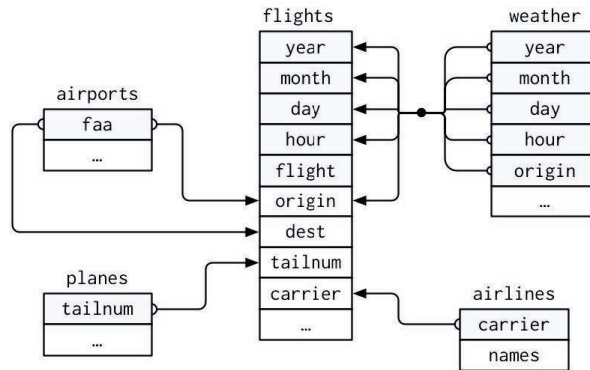 flights
year
month
day
hour
flight
origin
dest
tailnum
carrier
…
weather
year
month
day
hour
origin
…
airports
faa
…
planes
tailnum
…
airlines
carrier
names